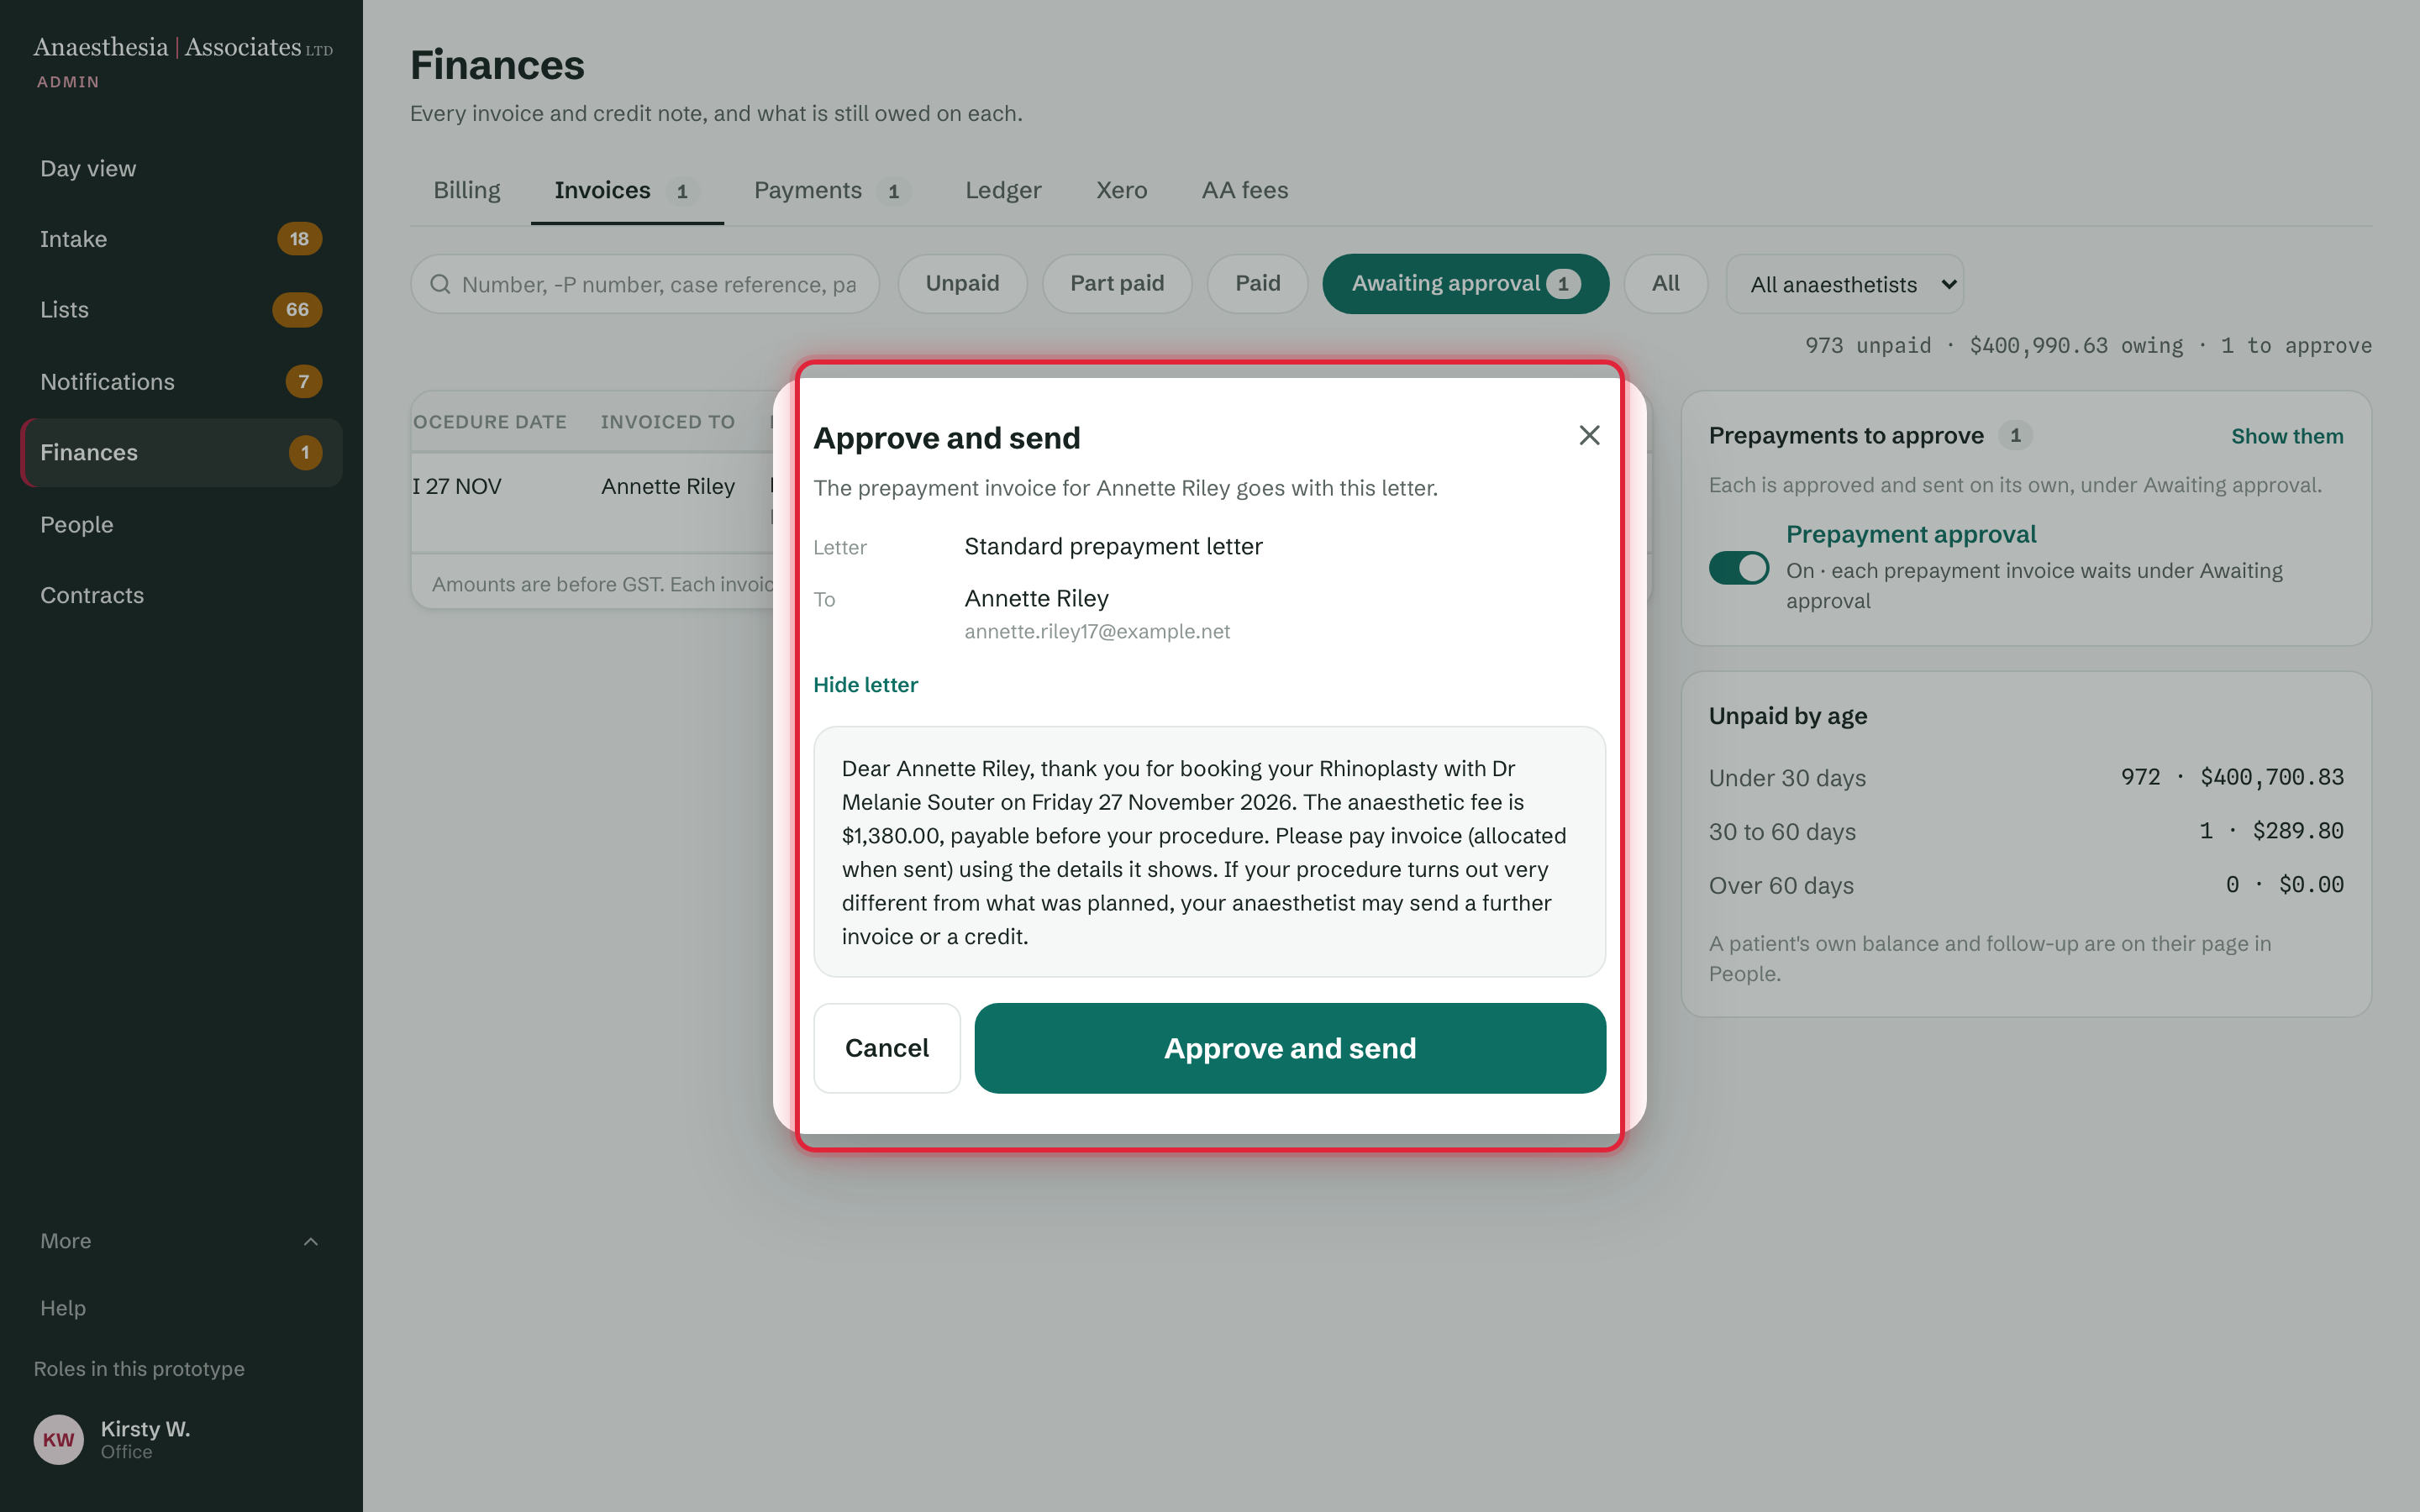 Anaesthesia | Associates LTD
ADMIN
Day view
Intake 18
Lists 66
Notifications 7
Finances 1
People
Contracts
More
Help
Roles in this prototype
KW
Kirsty W.
Office
Finances
Every invoice and credit note, and what is still owed on each.
Billing Invoices 1 Payments 1 Ledger Xero AA fees
Number, -P number, case reference, pa
Unpaid Part paid Paid Awaiting approval 1 All All anaesthetists
973 unpaid · $400,990.63 owing · 1 to approve
OCEDURE DATE INVOICED TO
I 27 NOV Annette Riley
Amounts are before GST. Each invoic
Approve and send
The prepayment invoice for Annette Riley goes with this letter.
Letter Standard prepayment letter
To Annette Riley
annette.riley17@example.net
Hide letter
Dear Annette Riley, thank you for booking your Rhinoplasty with Dr
Melanie Souter on Friday 27 November 2026. The anaesthetic fee is
$1,380.00, payable before your procedure. Please pay invoice (allocated
when sent) using the details it shows. If your procedure turns out very
different from what was planned, your anaesthetist may send a further
invoice or a credit.
Cancel Approve and send
Prepayments to approve 1 Show them
Each is approved and sent on its own, under Awaiting approval.
Prepayment approval
On · each prepayment invoice waits under Awaiting
approval
Unpaid by age
Under 30 days 972 · $400,700.83
30 to 60 days 1 · $289.80
Over 60 days 0 · $0.00
A patient's own balance and follow-up are on their page in
People.